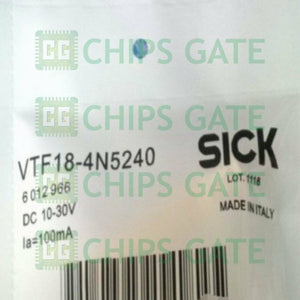 CHIPS GATE
CHIPS GATE
VTF18-4N5240
SICK
6 012 966
LOT.1118
DC 10-30V
MADE IN ITALY
Ia=100mA
CHIPS GATE
CHIPS GATE